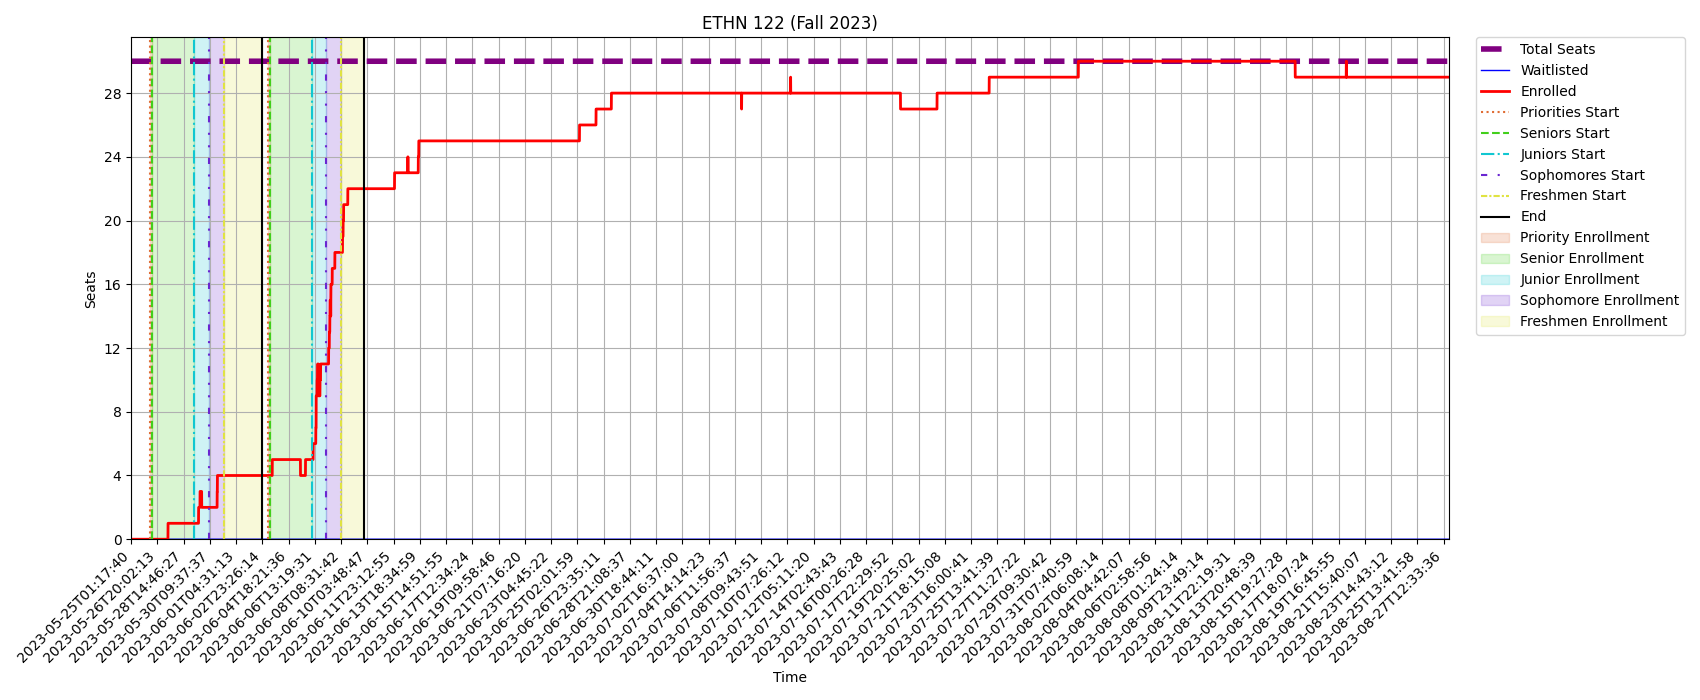 ETHN 122 (Fall 2023)
Total Seats
Waitlisted
Enrolled
Priorities Start
Seniors Start
Juniors Start
Sophomores Start
Freshmen Start
End
Priority Enrollment
Senior Enrollment
Junior Enrollment
Sophomore Enrollment
Freshmen Enrollment
Seats
28
24
20
16
12
8
4
0
2023-05-25T01:17:40
2023-05-26T20:02:13
2023-05-28T14:46:27
2023-05-30T09:37:37
2023-06-01T04:31:13
2023-06-02T23:26:14
2023-06-04T18:21:36
2023-06-06T13:19:31
2023-06-08T08:31:42
2023-06-10T03:48:47
2023-06-11T23:12:55
2023-06-13T18:34:59
2023-06-15T14:51:55
2023-06-17T12:34:24
2023-06-19T09:58:46
2023-06-21T07:16:20
2023-06-23T04:45:22
2023-06-25T02:01:59
2023-06-26T23:35:11
2023-06-28T21:08:37
2023-06-30T18:44:11
2023-07-02T16:37:00
2023-07-04T14:14:23
2023-07-06T11:56:37
2023-07-08T09:43:51
2023-07-10T07:26:12
2023-07-12T05:11:20
2023-07-14T02:43:43
2023-07-16T00:26:28
2023-07-17T22:29:52
2023-07-19T20:25:02
2023-07-21T18:15:08
2023-07-23T16:00:41
2023-07-25T13:41:39
2023-07-27T11:27:22
2023-07-29T09:30:42
2023-07-31T07:40:59
2023-08-02T06:08:14
2023-08-04T04:42:07
2023-08-06T02:58:56
2023-08-08T01:24:14
2023-08-09T23:49:14
2023-08-11T22:19:31
2023-08-13T20:48:39
2023-08-15T19:27:28
2023-08-17T18:07:24
2023-08-19T16:45:55
2023-08-21T15:40:07
2023-08-23T14:43:12
2023-08-25T13:41:58
2023-08-27T12:33:36
Time